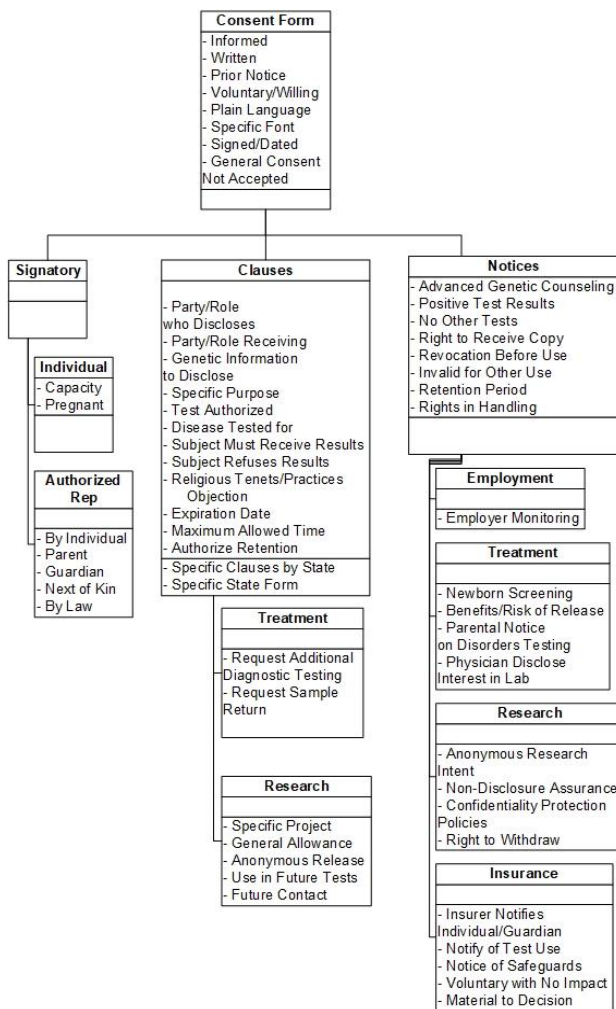 Consent Form
- Informed
- Written
- Prior Notice
- Voluntary/Willing
- Plain Language
- Specific Font
- Signed/Dated
- General Consent
Not Accepted
Signatory
Individual
- Capacity
- Pregnant
Authorized
Rep
- By Individual
- Parent
- Guardian
- Next of Kin
- By Law
Clauses
- Party/Role
who Discloses
- Party/Role Receiving
- Genetic Information
to Disclose
- Specific Purpose
- Test Authorized
- Disease Tested for
- Subject Must Receive Results
- Subject Refuses Results
- Religious Tenets/Practices
Objection
- Expiration Date
- Maximum Allowed Time
- Authorize Retention
- Specific Clauses by State
- Specific State Form
Treatment
- Request Additional
Diagnostic Testing
- Request Sample
Return
Research
- Specific Project
- General Allowance
- Anonymous Release
- Use in Future Tests
- Future Contact
Notices
- Advanced Genetic Counseling
- Positive Test Results
- No Other Tests
- Right to Receive Copy
- Revocation Before Use
- Invalid for Other Use
- Retention Period
- Rights in Handling
Employment
- Employer Monitoring
Treatment
- Newborn Screening
- Benefits/Risk of Release
- Parental Notice
on Disorders Testing
- Physician Disclose
Interest in Lab
Research
- Anonymous Research
Intent
- Non-Disclosure Assurance
- Confidentiality Protection
Policies
- Right to Withdraw
Insurance
- Insurer Notifies
Individual/Guardian
- Notify of Test Use
- Notice of Safeguards
- Voluntary with No Impact
- Material to Decision